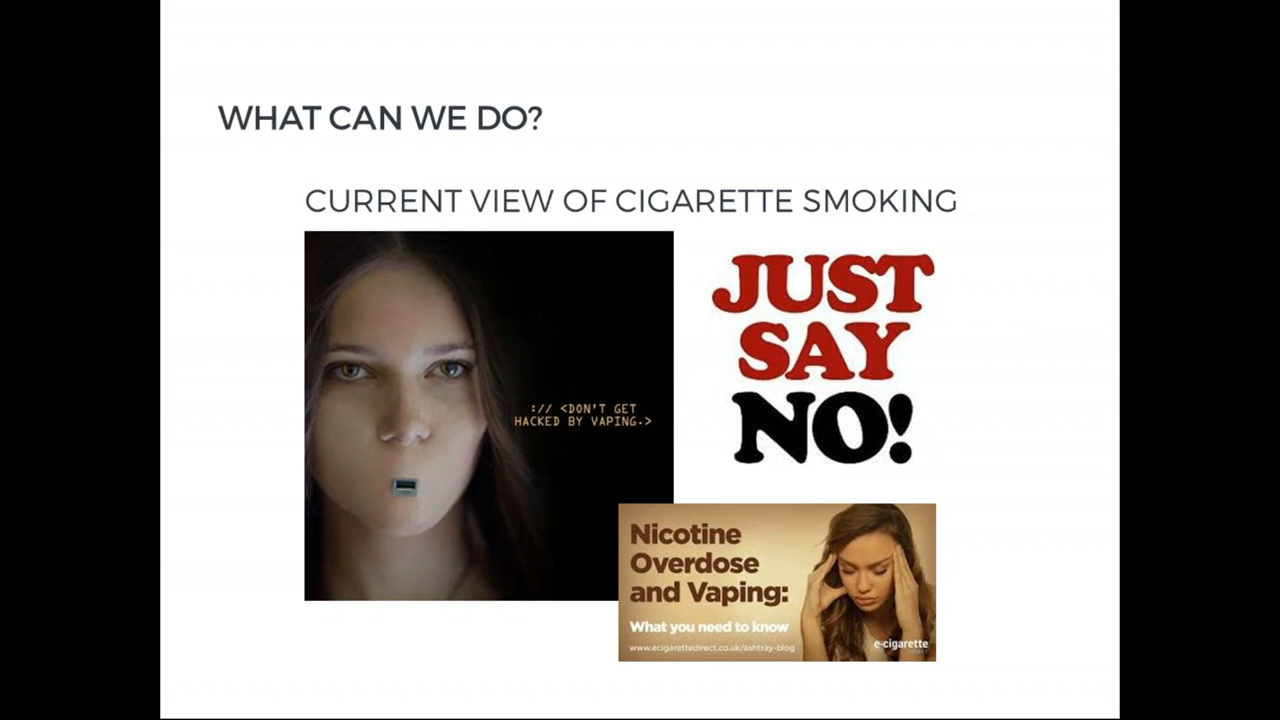 WHAT CAN WE DO?
CURRENT VIEW OF CIGARETTE SMOKING
:// <DON'T GET
HACKED BY VAPING.>
JUST
SAY
NO!
Nicotine
Overdose
and Vaping:
What you need to know
www.ecigarettedirect.co.uk/ashtray-blog
e-cigarette